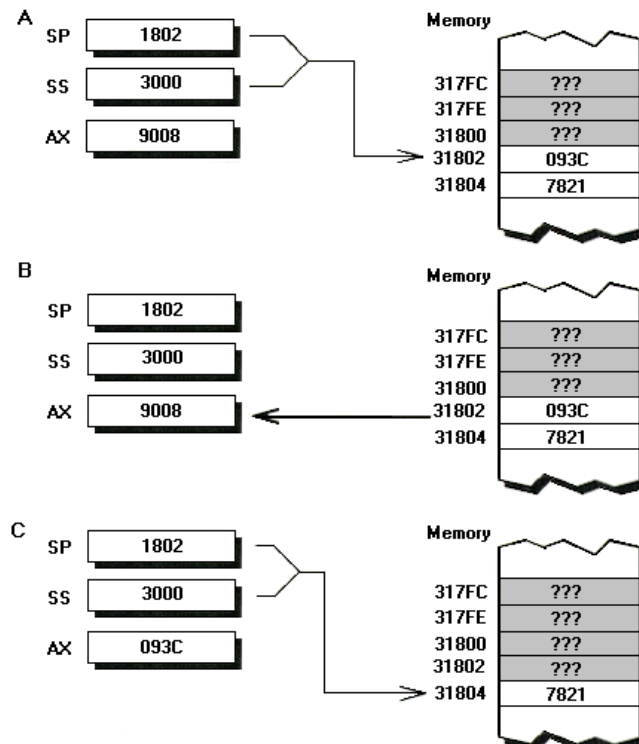 A
SP 1802
SS 3000
AX 9008
Memory
317FC ???
317FE ???
31800 ???
31802 093C
31804 7821
B
SP 1802
SS 3000
AX 9008
Memory
317FC ???
317FE ???
31800 ???
31802 093C
31804 7821
C
SP 1802
SS 3000
AX 093C
Memory
317FC ???
317FE ???
31800 ???
31802 ???
31804 7821